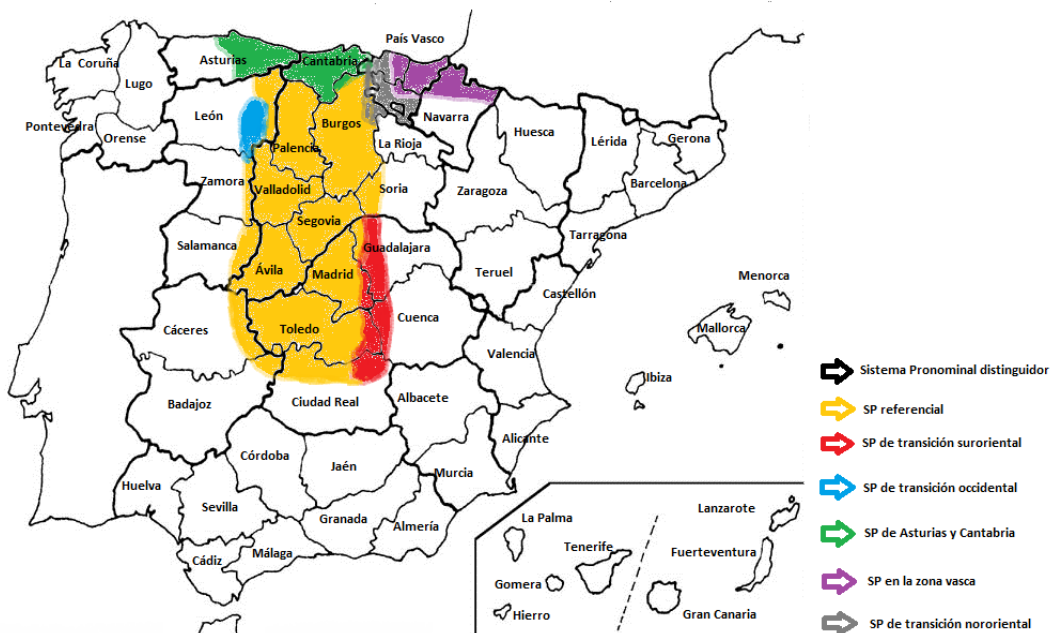 País Vasco
La Coruña
Lugo
Asturias
Cantabria
Pontevedra
Orense
León
Palencia
Burgos
La Rioja
Navarra
Huesca
Lérida
Gerona
Barcelona
Zamora
Valladolid
Soria
Zaragoza
Tarragona
Salamanca
Segovia
Guadalajara
Ávila
Madrid
Teruel
Castellón
Menorca
Mallorca
Ibiza
Cáceres
Toledo
Cuenca
Valencia
Badajoz
Ciudad Real
Albacete
Alicante
Murcia
Córdoba
Jaén
Huelva
Sevilla
Granada
Almería
Cádiz
Málaga
La Palma
Tenerife
Gomera
Hierro
Lanzarote
Fuerteventura
Gran Canaria
Sistema Pronominal distinguidor
SP referencial
SP de transición suroriental
SP de transición occidental
SP de Asturias y Cantabria
SP en la zona vasca
SP de transición nororiental